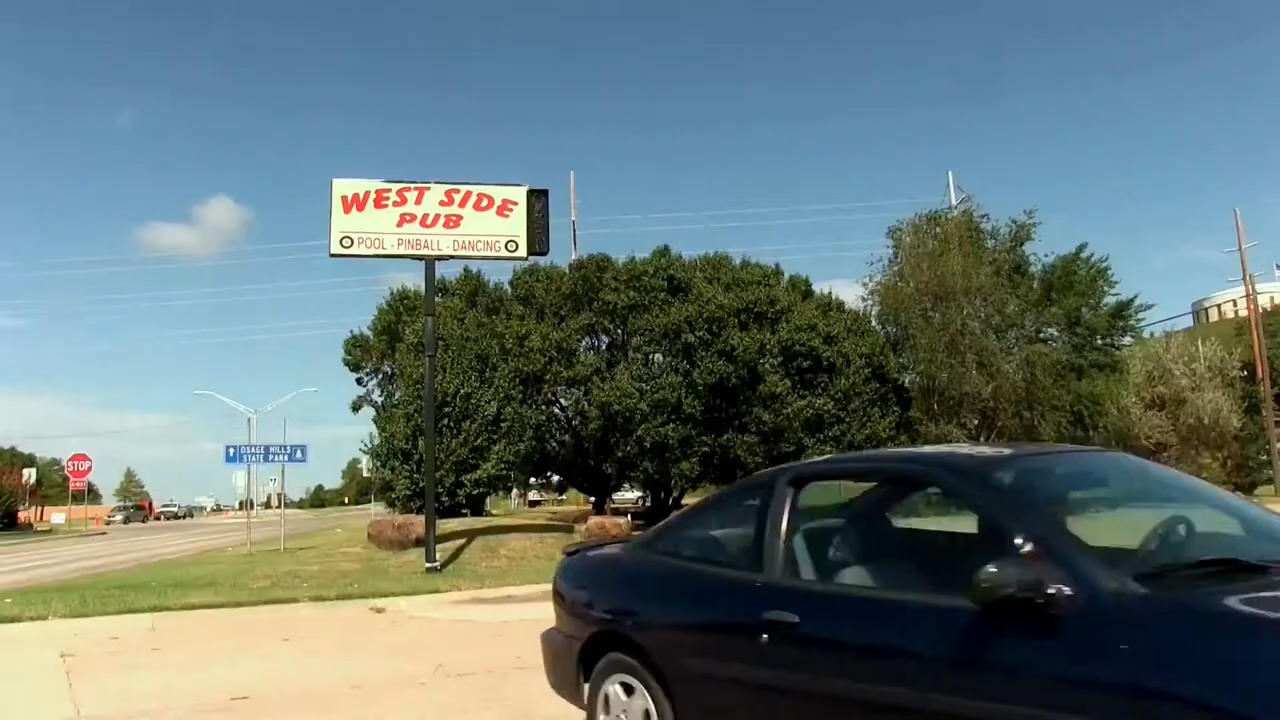 WEST SIDE
PUB
POOL - PINBALL - DANCING
OSAGE HILLS
STATE PARK
STOP